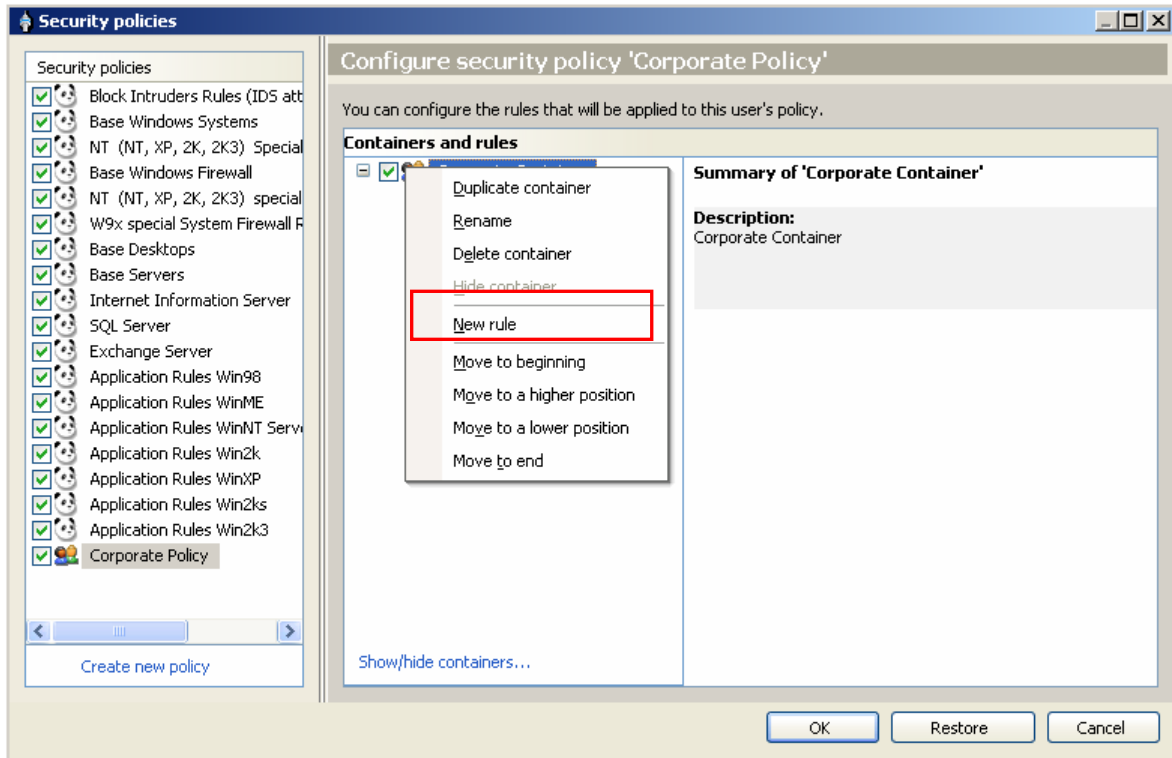 Security policies
Security policies
Block Intruders Rules (IDS att
Base Windows Systems
NT (NT, XP, 2K, 2K3) Special
Base Windows Firewall
NT (NT, XP, 2K, 2K3) special
W9x special System Firewall R
Base Desktops
Base Servers
Internet Information Server
SQL Server
Exchange Server
Application Rules Win98
Application Rules WinME
Application Rules WinNT Serv
Application Rules Win2k
Application Rules WinXP
Application Rules Win2ks
Application Rules Win2k3
Corporate Policy
Create new policy
Configure security policy 'Corporate Policy'
You can configure the rules that will be applied to this user's policy.
Containers and rules
Duplicate container
Rename
Delete container
Hide container
New rule
Move to beginning
Move to a higher position
Move to a lower position
Move to end
Show/hide containers...
Summary of 'Corporate Container'
Description:
Corporate Container
OK
Restore
Cancel